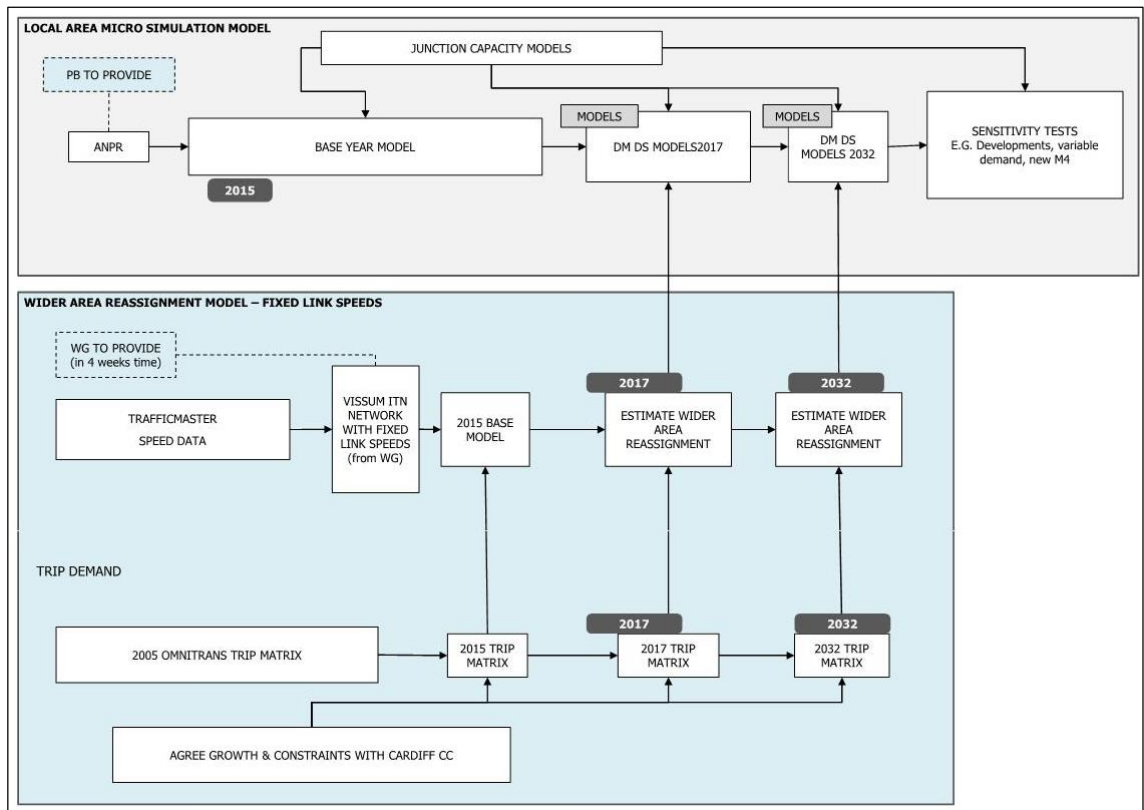 LOCAL AREA MICRO SIMULATION MODEL
JUNCTION CAPACITY MODELS
PB TO PROVIDE
ANPR
BASE YEAR MODEL
2015
MODELS
DM DS MODELS2017
MODELS
DM DS
MODELS 2032
SENSITIVITY TESTS
E.G. Developments, variable
demand, new M4
WIDER AREA REASSIGNMENT MODEL – FIXED LINK SPEEDS
WG TO PROVIDE
(in 4 weeks time)
TRAFFICMASTER
SPEED DATA
VISSUM ITN
NETWORK
WITH FIXED
LINK SPEEDS
(from WG)
2015 BASE
MODEL
2017
ESTIMATE WIDER
AREA
REASSIGNMENT
2032
ESTIMATE WIDER
AREA
REASSIGNMENT
TRIP DEMAND
2005 OMNITRANS TRIP MATRIX
2015 TRIP
MATRIX
2017
2017 TRIP
MATRIX
2032
2032 TRIP
MATRIX
AGREE GROWTH & CONSTRAINTS WITH CARDIFF CC